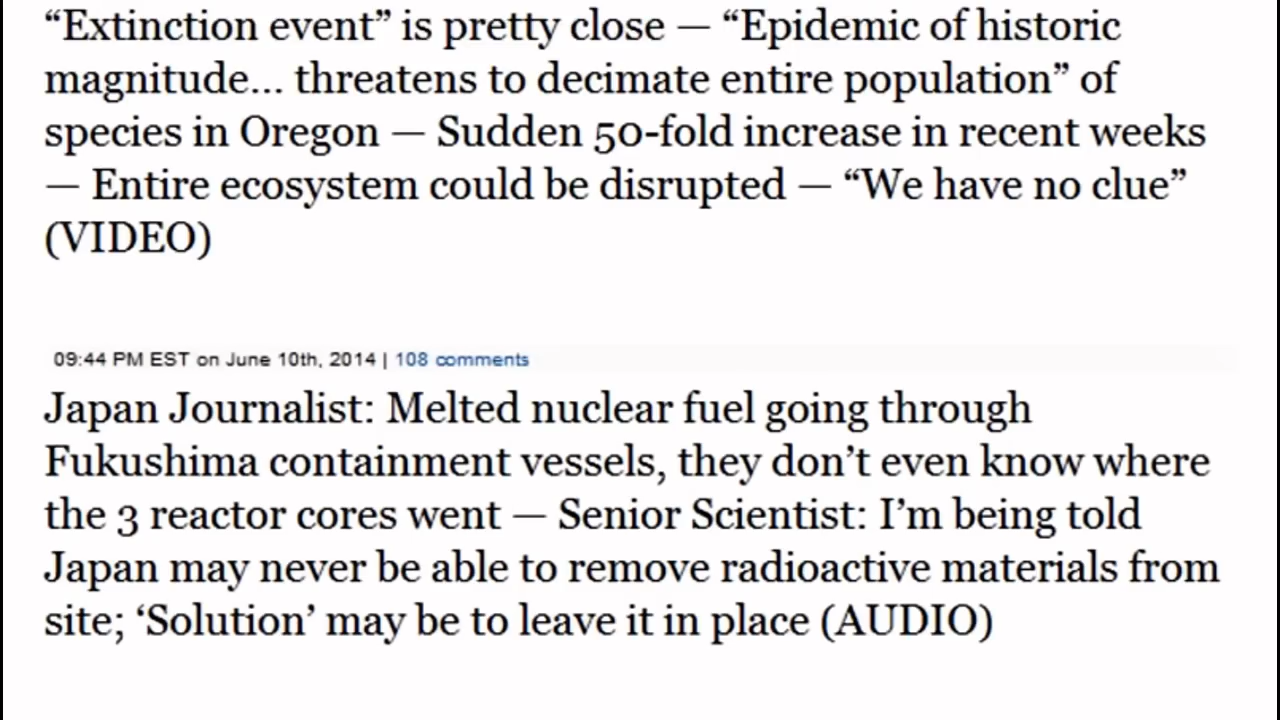 “Extinction event” is pretty close — “Epidemic of historic
magnitude... threatens to decimate entire population” of
species in Oregon — Sudden 50-fold increase in recent weeks
— Entire ecosystem could be disrupted — “We have no clue”
(VIDEO)
09:44 PM EST on June 10th, 2014 | 108 comments
Japan Journalist: Melted nuclear fuel going through
Fukushima containment vessels, they don’t even know where
the 3 reactor cores went — Senior Scientist: I’m being told
Japan may never be able to remove radioactive materials from
site; ‘Solution’ may be to leave it in place (AUDIO)